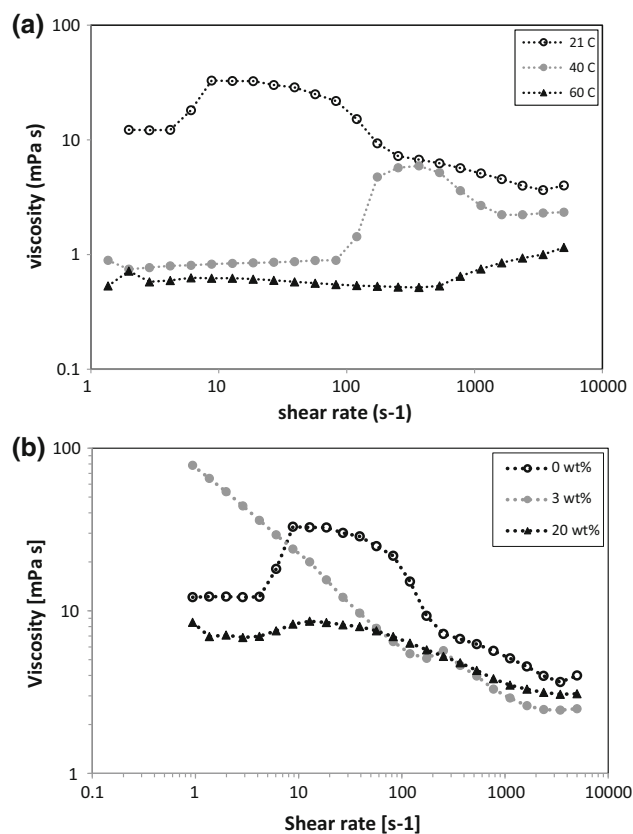 (a)
100
10
1
0.1
viscosity (mPa s)
1 10 100 1000 10000
shear rate (s-1)
21 C
40 C
60 C
(b)
100
10
1
Viscosity [mPa s]
0.1 1 10 100 1000 10000
Shear rate [s-1]
0 wt%
3 wt%
20 wt%